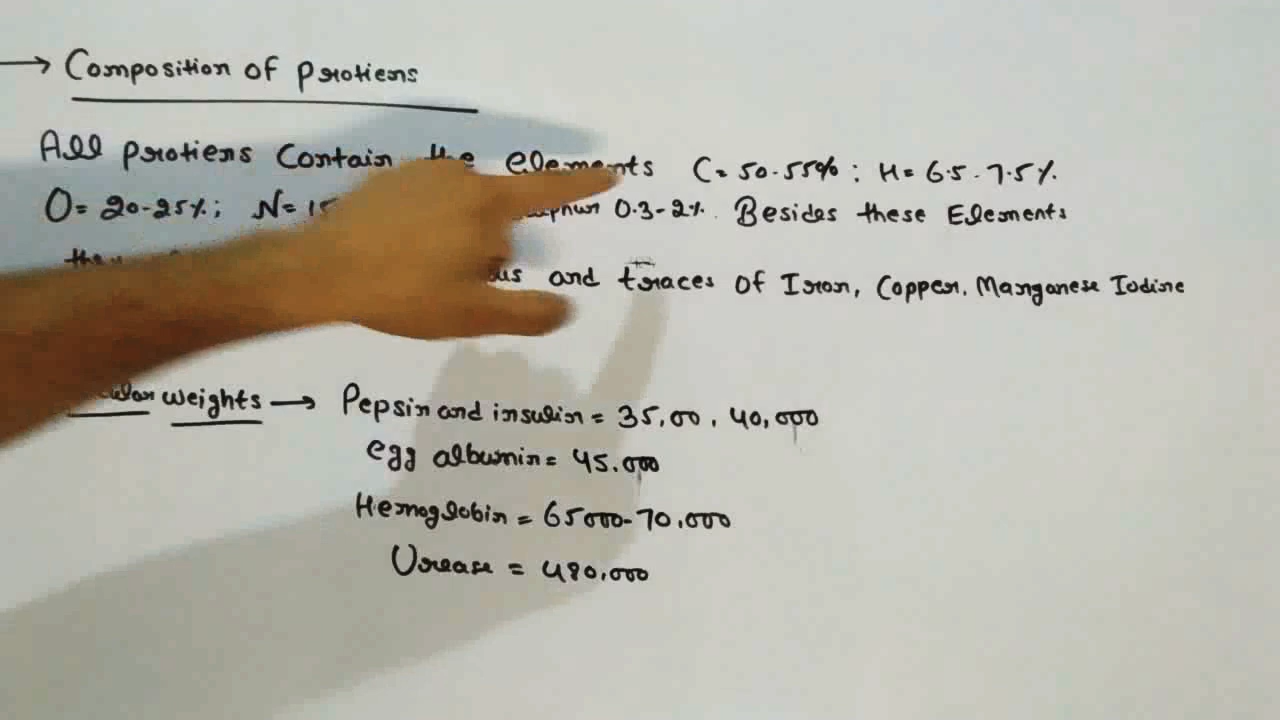 → Composition of Protiens
All Protiens Contain the elements C= 50.55% ; H= 6.5.7.5%.
O= 20-25%; N= 15 0.3-2%. Besides these Elements
and traces of Iron, Copper. Manganese Iodine
weights → Pepsin and insulin = 35,00, 40,000
egg albumin = 45.000
Hemoglobin = 65000-70.000
Urease = 480,000